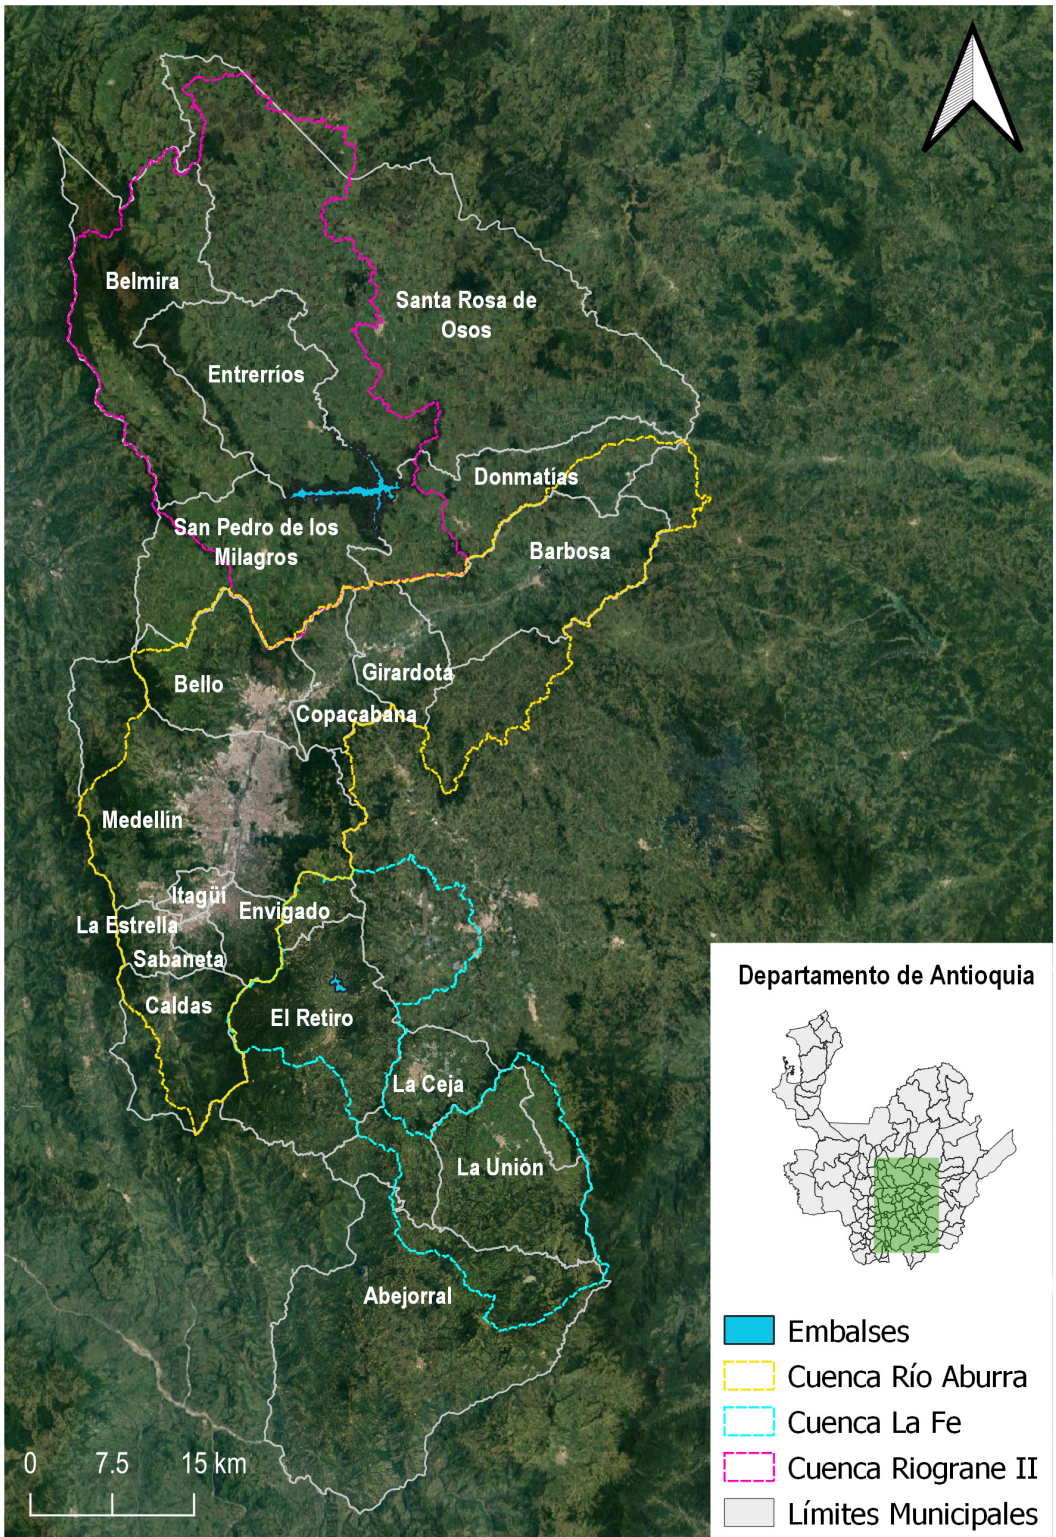 Belmira
Santa Rosa de
Osos
Entrerríos
Donmatías
San Pedro de los
Milagros
Barbosa
Girardota
Bello
Copacabana
Medellín
Itagüí
Envigado
La Estrella
Sabaneta
Caldas
El Retiro
La Ceja
La Unión
Abejorral
0 7.5 15 km
Departamento de Antioquia
Embalses
Cuenca Río Aburra
Cuenca La Fe
Cuenca Riograne II
Límites Municipales